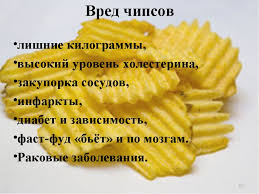 Вред чипсов
•лишние килограммы,
•высокий уровень холестерина,
•закупорка сосудов,
•инфаркты,
•диабет и зависимость,
•фаст-фуд «бьёт» и по мозгам.
•Раковые заболевания.